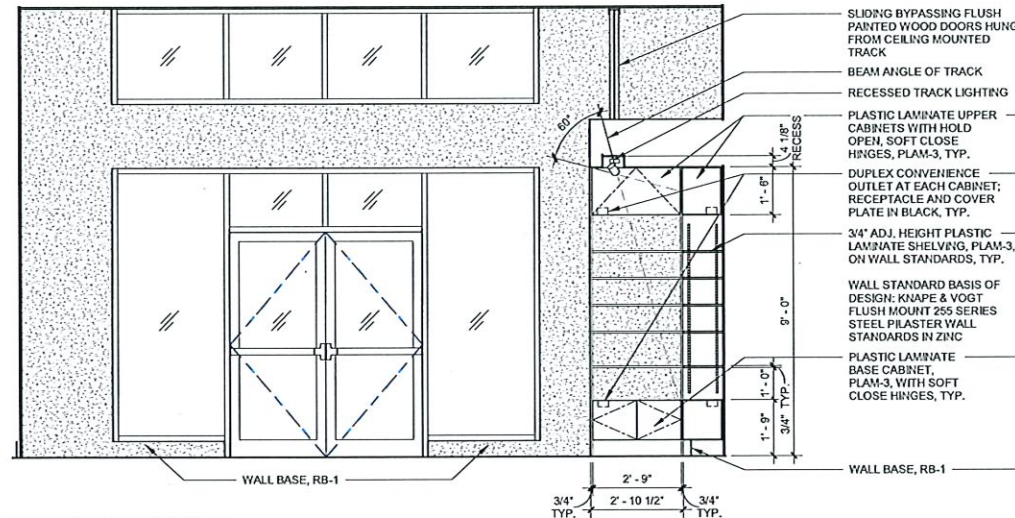 SLIDING BYPASSING FLUSH
PAINTED WOOD DOORS HUNG
FROM CEILING MOUNTED
TRACK
BEAM ANGLE OF TRACK
RECESSED TRACK LIGHTING
60°
PLASTIC LAMINATE UPPER
CABINETS WITH HOLD
OPEN, SOFT CLOSE
HINGES, PLAM-3, TYP.
4 1/8"
RECESS
DUPLEX CONVENIENCE
OUTLET AT EACH CABINET;
RECEPTACLE AND COVER
PLATE IN BLACK, TYP.
1' - 6"
3/4" ADJ. HEIGHT PLASTIC
LAMINATE SHELVING, PLAM-3,
ON WALL STANDARDS, TYP.
WALL STANDARD BASIS OF
DESIGN: KNAPE & VOGT
FLUSH MOUNT 255 SERIES
STEEL PILASTER WALL
STANDARDS IN ZINC
9' - 0"
PLASTIC LAMINATE
BASE CABINET,
PLAM-3, WITH SOFT
CLOSE HINGES, TYP.
1' - 0"
3/4"
TYP.
1' - 9"
WALL BASE, RB-1
WALL BASE, RB-1
2' - 9"
3/4"
TYP.
2' - 10 1/2"
3/4"
TYP.